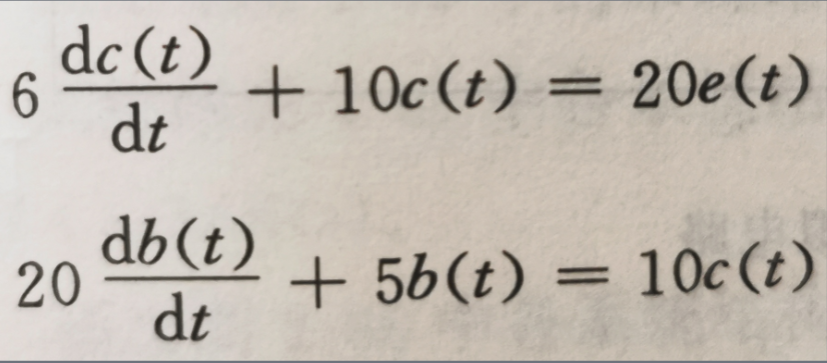 6 dc(t)/dt + 10c(t) = 20e(t)
20 db(t)/dt + 5b(t) = 10c(t)